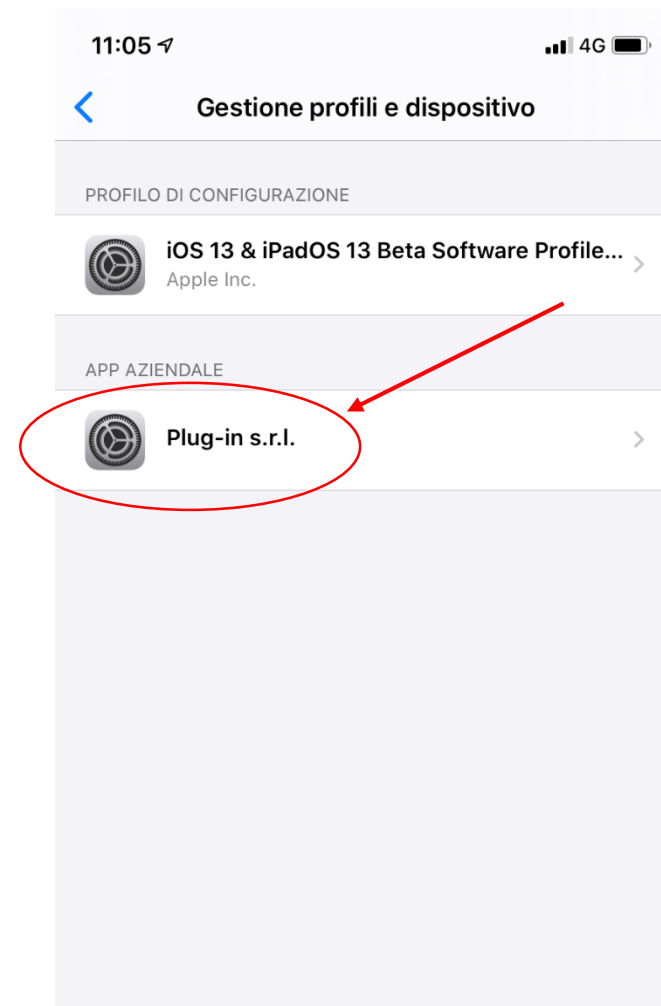 11:05
4G
Gestione profili e dispositivo
PROFILO DI CONFIGURAZIONE
iOS 13 & iPadOS 13 Beta Software Profile...
Apple Inc.
APP AZIENDALE
Plug-in s.r.l.